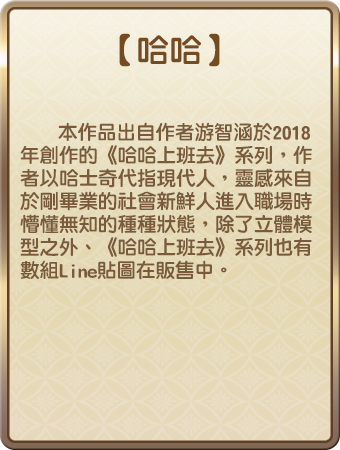 【哈哈】
本作品出自作者游智涵於2018
年創作的《哈哈上班去》系列，作
者以哈士奇代指現代人，靈感來自
於剛畢業的社會新鮮人進入職場時
懵懂無知的種種狀態，除了立體模
型之外、《哈哈上班去》系列也有
數組Line貼圖在販售中。